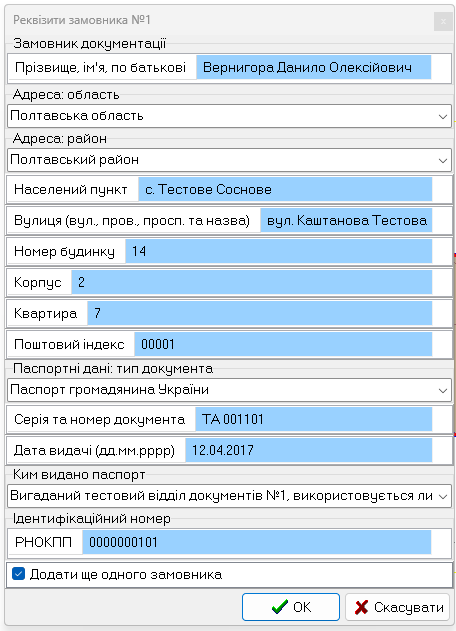 Реквізити замовника №1
Замовник документації
Прізвище, ім'я, по батькові Вернигора Данило Олексійович
Адреса: область
Полтавська область
Адреса: район
Полтавський район
Населений пункт с. Тестове Соснове
Вулиця (вул., пров., просп. та назва) вул. Каштанова Тестова
Номер будинку 14
Корпус 2
Квартира 7
Поштовий індекс 00001
Паспортні дані: тип документа
Паспорт громадянина України
Серія та номер документа ТА 001101
Дата видачі (дд.мм.рррр) 12.04.2017
Ким видано паспорт
Вигаданий тестовий відділ документів №1, використовується ли
Ідентифікаційний номер
РНОКПП 0000000101
Додати ще одного замовника
ОК Скасувати